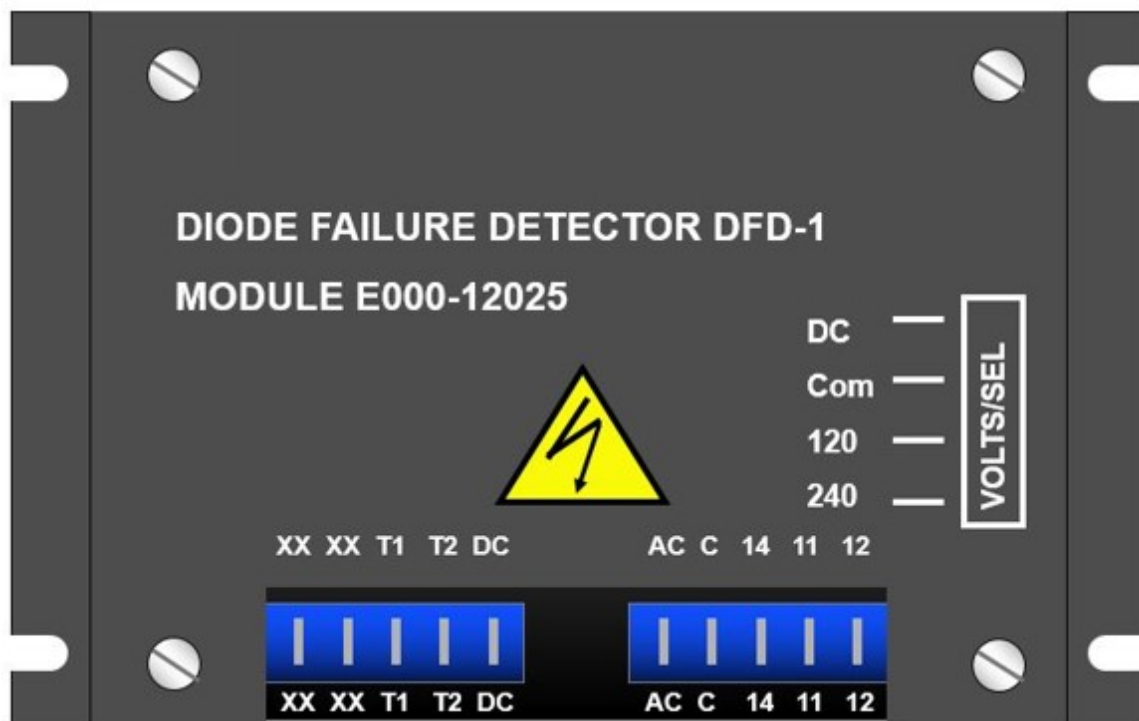 DIODE FAILURE DETECTOR DFD-1
MODULE E000-12025
DC
Com
120
240
VOLTS/SEL
XX XX T1 T2 DC AC C 14 11 12
XX XX T1 T2 DC AC C 14 11 12